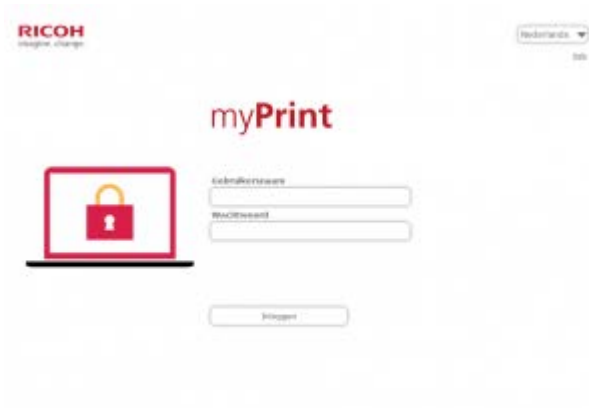 RICOH
imagine. change.
Nederlands
myPrint
Gebruikersnaam
Wachtwoord
Inloggen